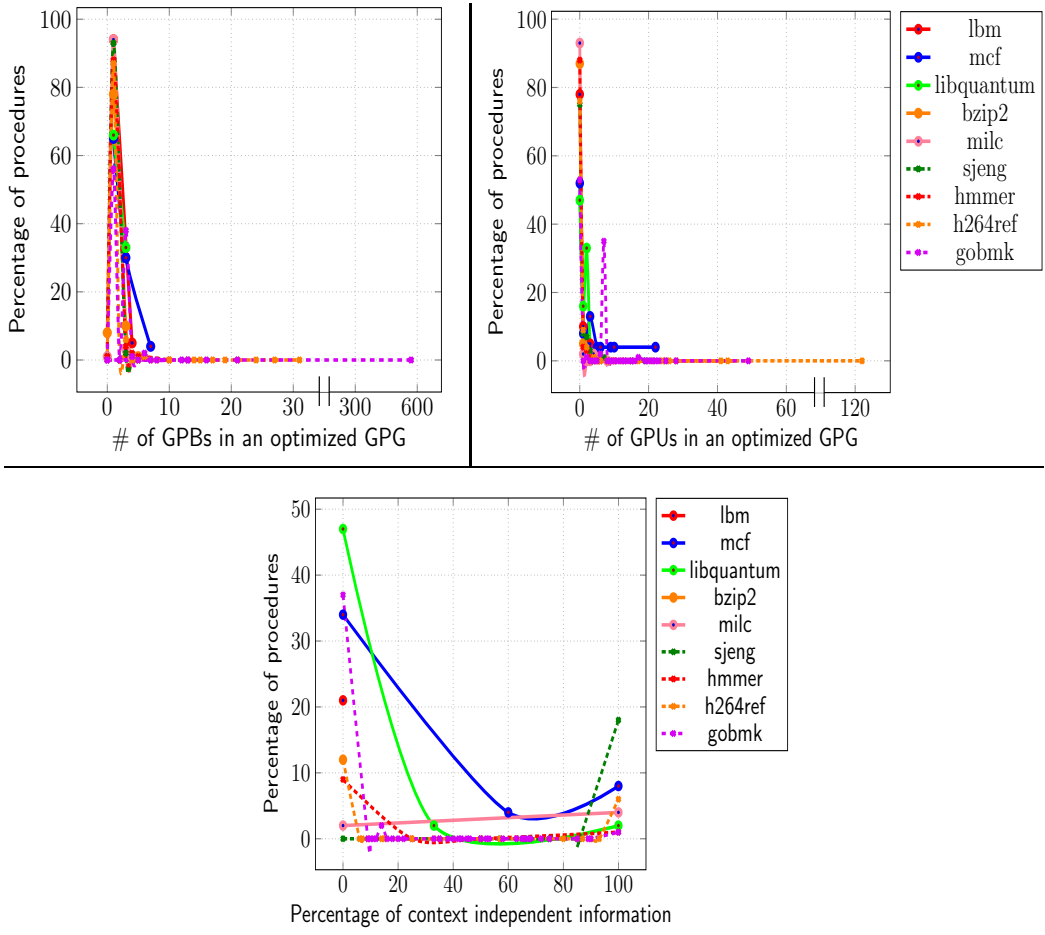 100
80
60
40
20
0
Percentage of procedures
0 10 20 30 300 600
# of GPBs in an optimized GPG
100
80
60
40
20
0
Percentage of procedures
0 20 40 60 120
# of GPUs in an optimized GPG
lbm
mcf
libquantum
bzip2
milc
sjeng
hmmer
h264ref
gobmk
50
40
30
20
10
0
Percentage of procedures
0 20 40 60 80 100
Percentage of context independent information
lbm
mcf
libquantum
bzip2
milc
sjeng
hmmer
h264ref
gobmk